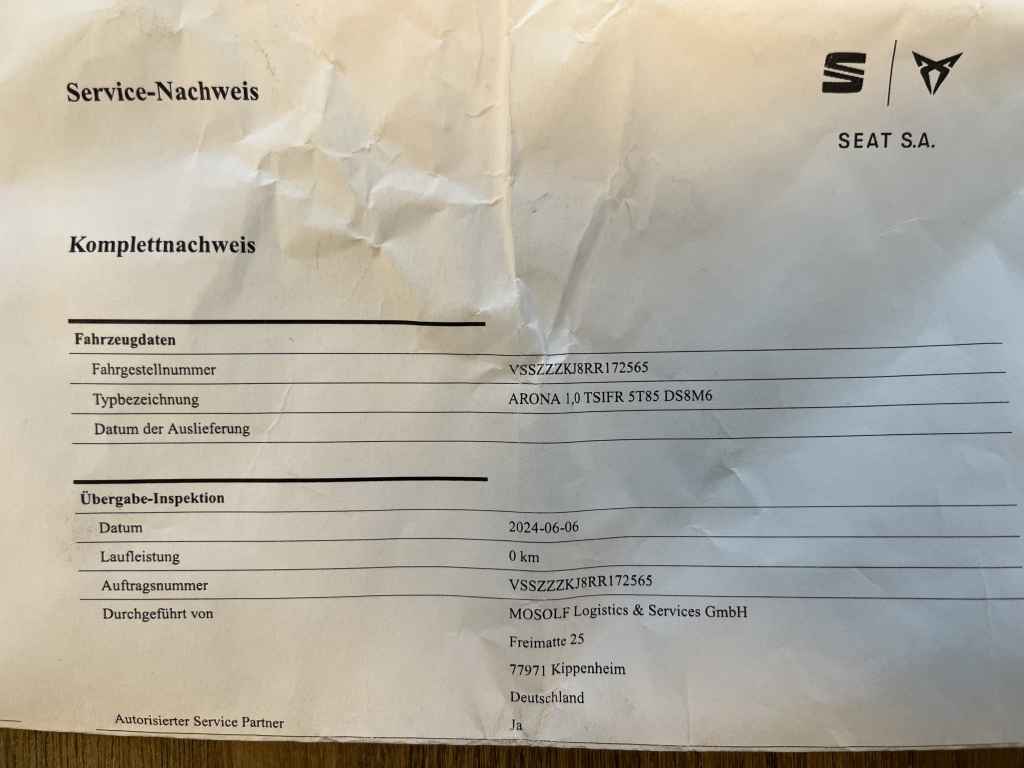 Service-Nachweis
SEAT S.A.
Komplettnachweis
Fahrzeugdaten
Fahrgestellnummer VSSZZZKJ8RR172565
Typbezeichnung ARONA 1,0 TSIFR 5T85 DS8M6
Datum der Auslieferung
Übergabe-Inspektion
Datum 2024-06-06
Laufleistung 0 km
Auftragsnummer VSSZZZKJ8RR172565
Durchgeführt von MOSOLF Logistics & Services GmbH
Freimatte 25
77971 Kippenheim
Deutschland
Autorisierter Service Partner Ja